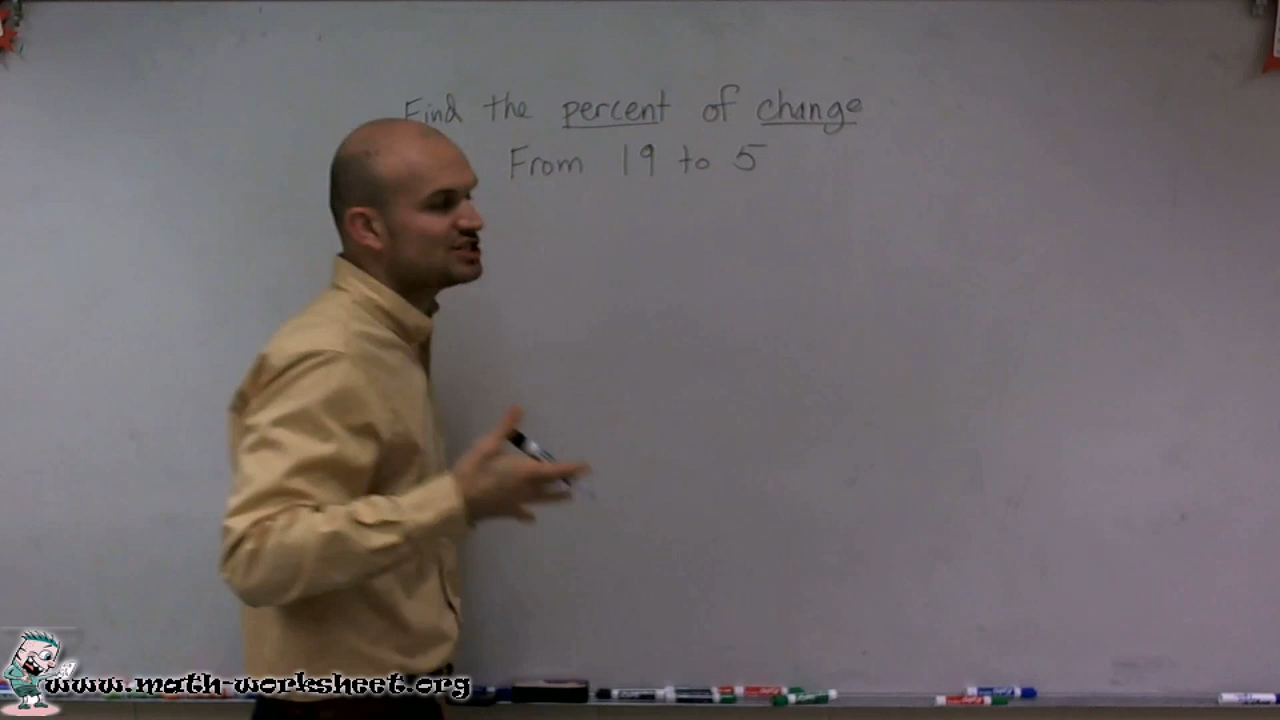 Find the percent of change
From 19 to 5
www.math-worksheet.org